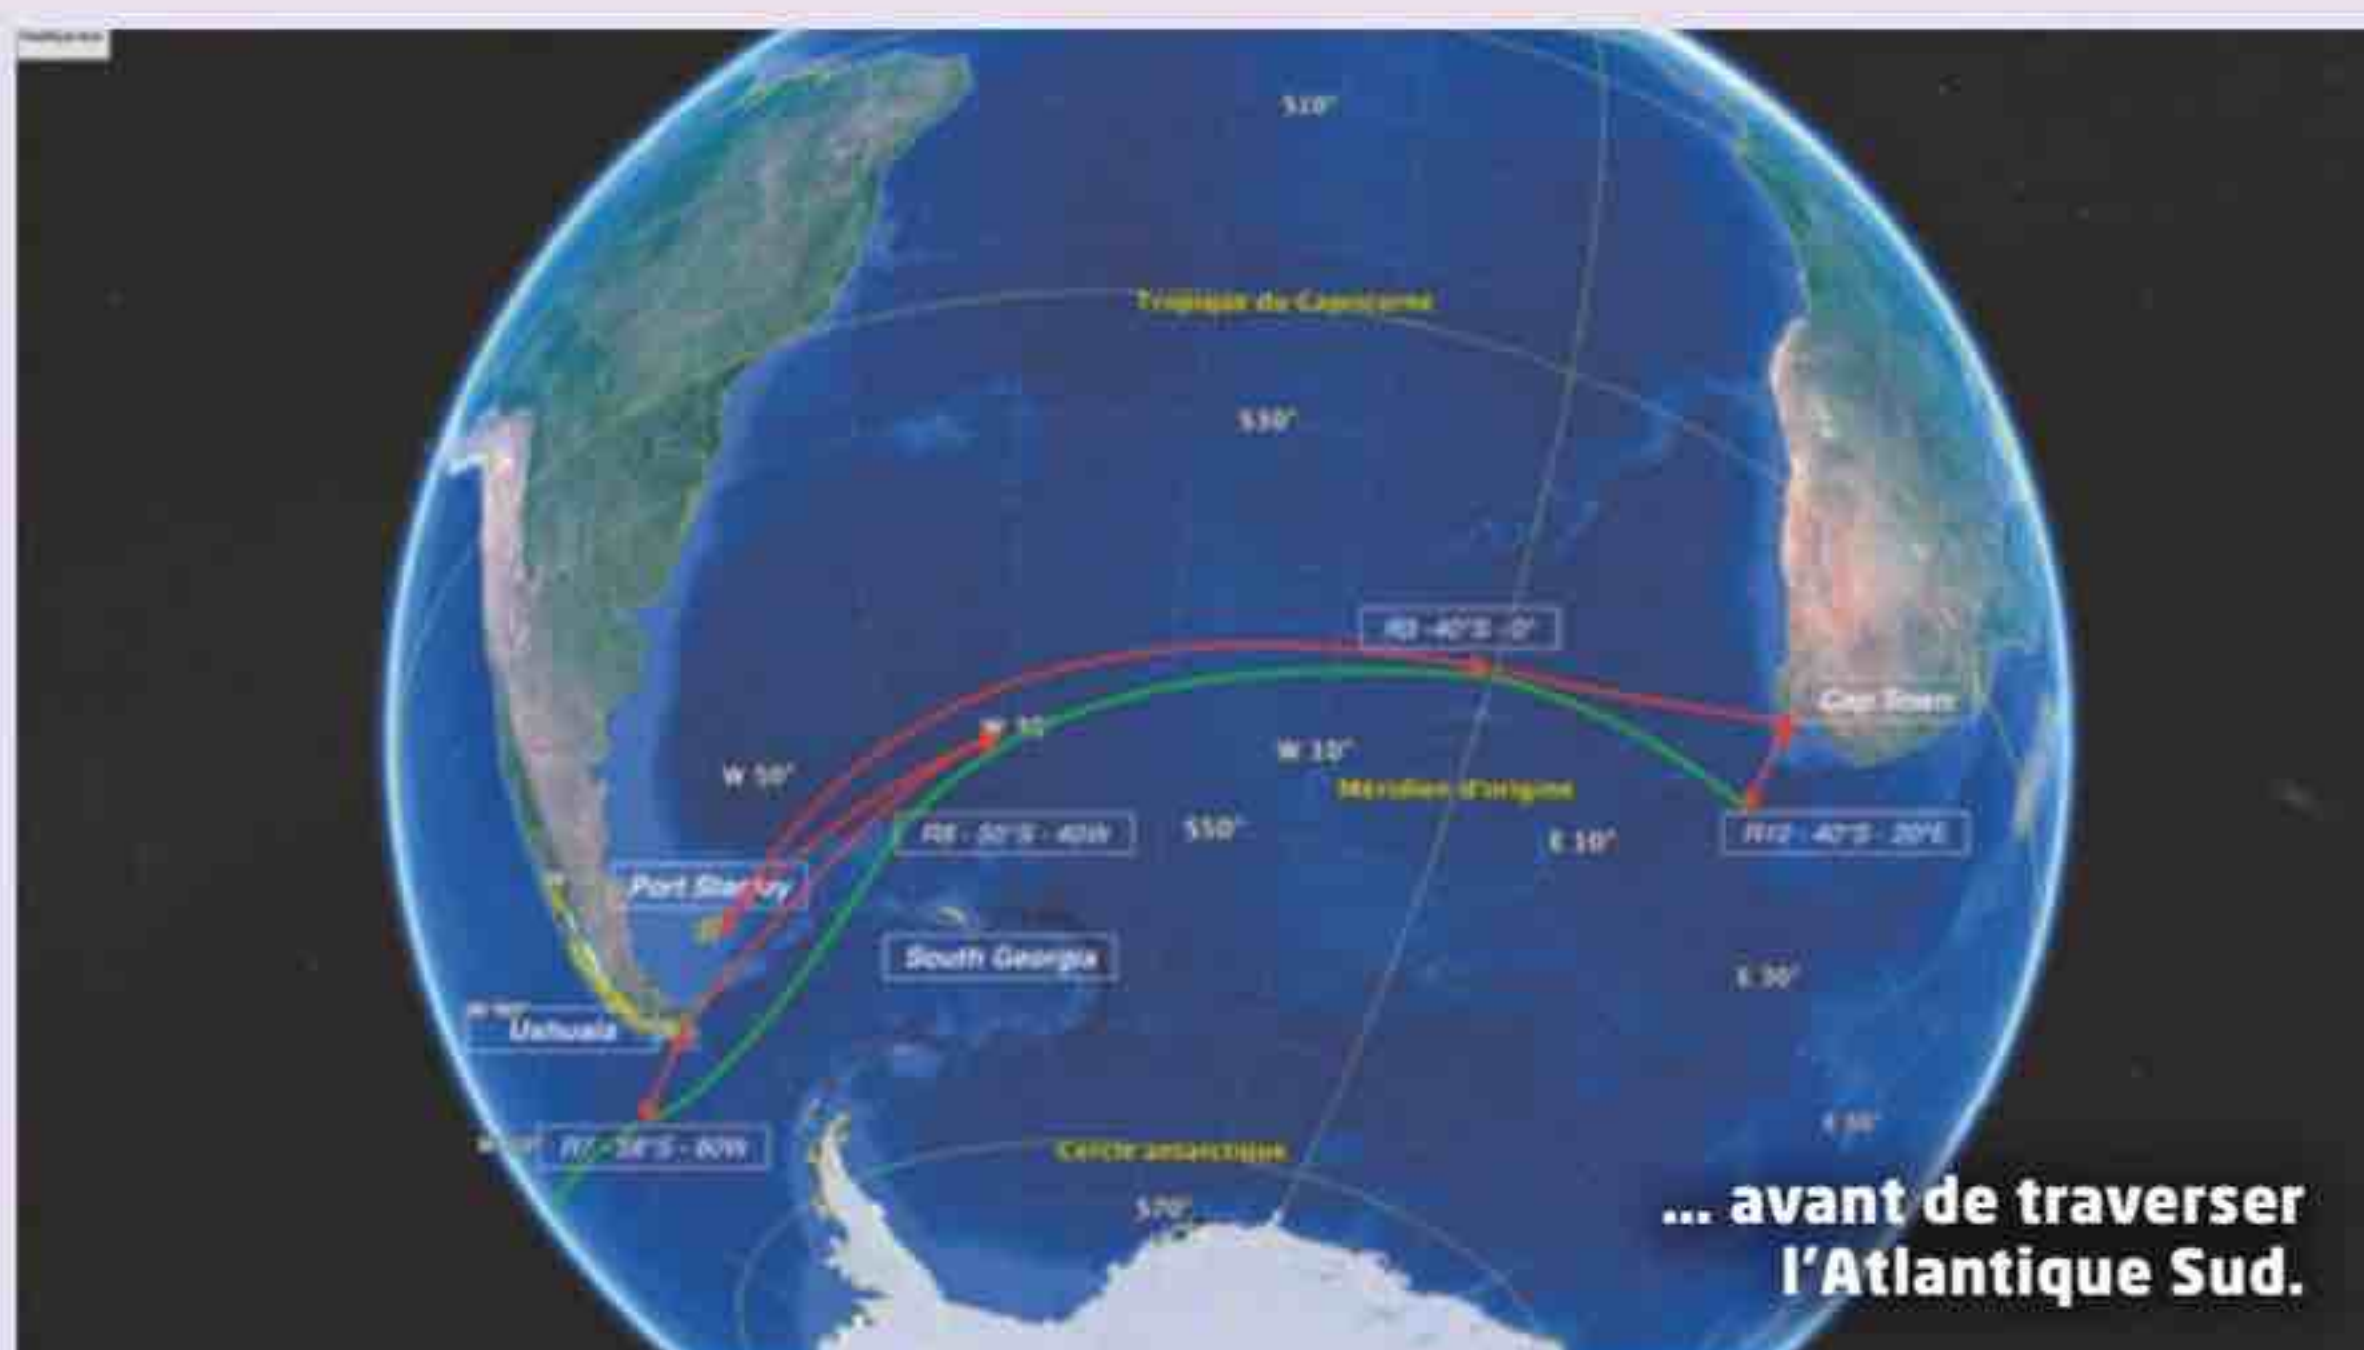 S10°
Tropique du Capricorne
S30°
R9 -40°S -0°
Cap Town
W 30°
W 50°
W 10°
Méridien d'origine
R8 - 50°S - 40W
S50°
E 10°
R12 - 40°S - 20°E
Port Stanley
South Georgia
E 30°
Ushuaia
E 50°
R7 - 58°S - 60W
Cercle antarctique
S70°
... avant de traverser
l'Atlantique Sud.